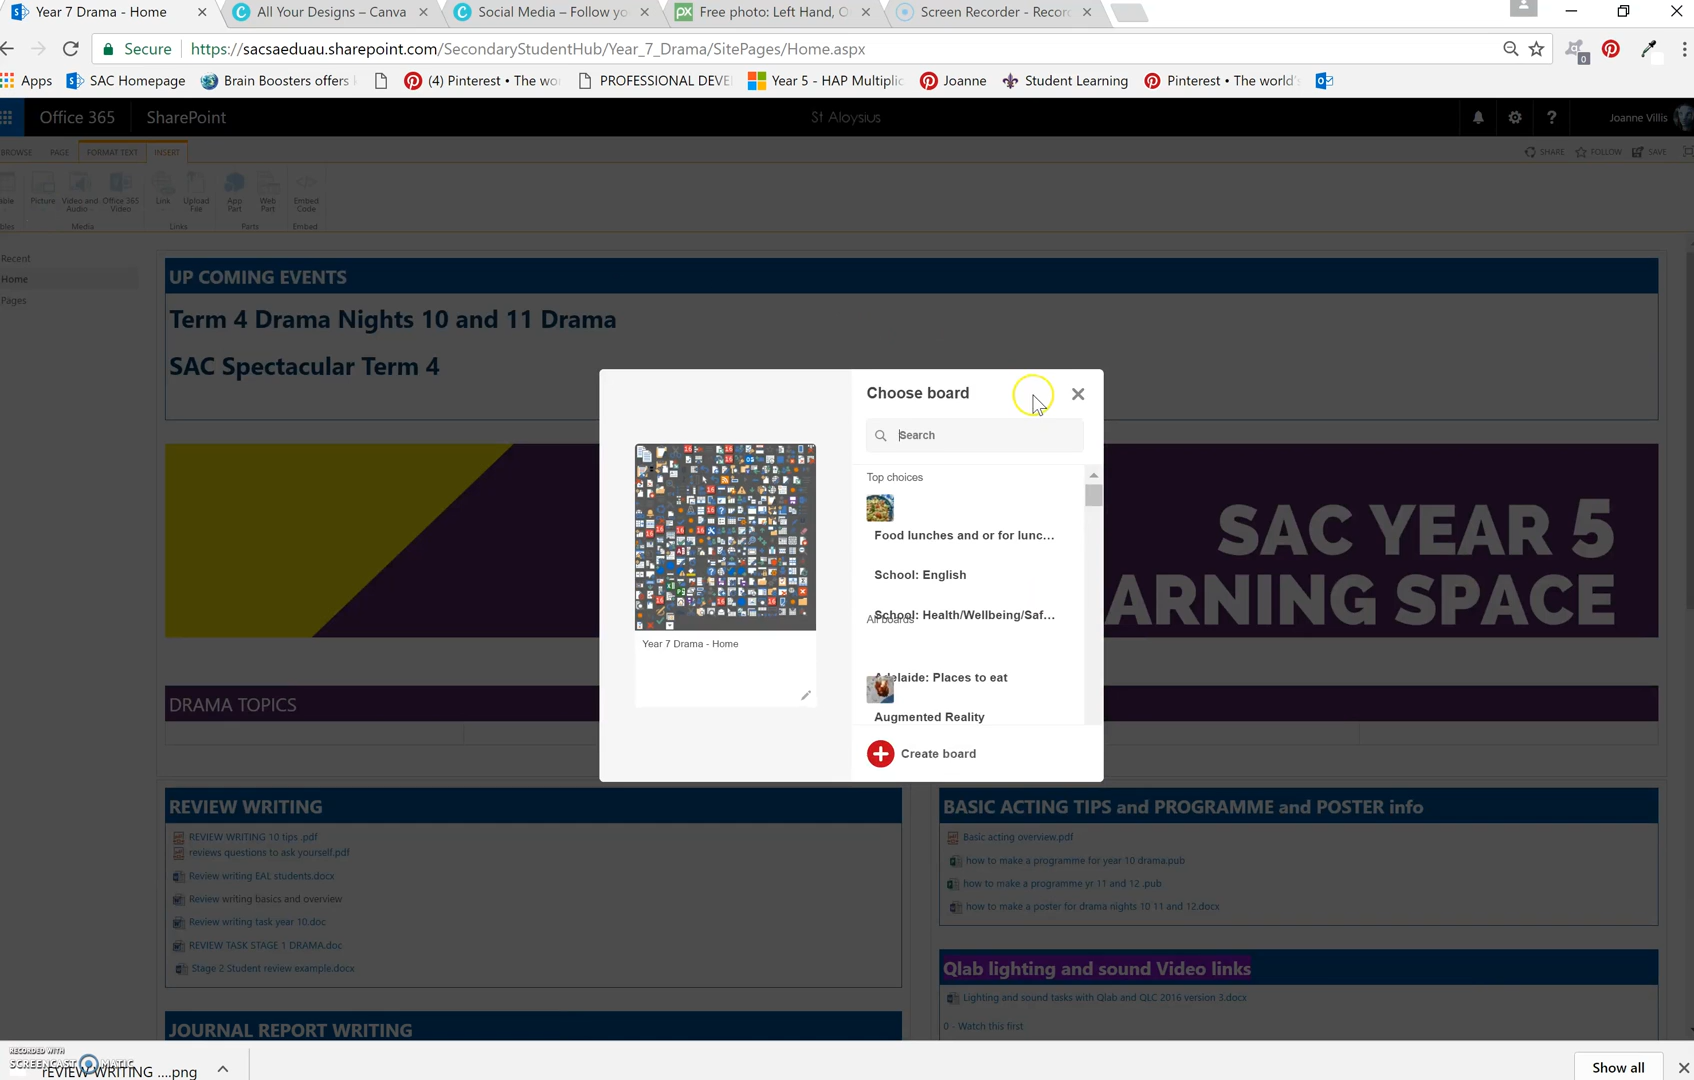 Year 7 Drama - Home
All Your Designs – Canva
Social Media – Follow yo
Free photo: Left Hand, O
Screen Recorder - Record
Secure
https://sacsaeduau.sharepoint.com/SecondaryStudentHub/Year_7_Drama/SitePages/Home.aspx
0
Apps
SAC Homepage
Brain Boosters offers
(4) Pinterest • The wo
PROFESSIONAL DEVE
Year 5 - HAP Multiplic
Joanne
Student Learning
Pinterest • The world'
Office 365
SharePoint
St Aloysius
Joanne Villis
BROWSE
PAGE
FORMAT TEXT
INSERT
SHARE
FOLLOW
SAVE
Picture
Video and Audio
Office 365 Video
Link
Upload File
App Part
Web Part
Embed Code
Media
Links
Parts
Embed
Recent
Home
Pages
UP COMING EVENTS
Term 4 Drama Nights 10 and 11 Drama
SAC Spectacular Term 4
SAC YEAR 5
ARNING SPACE
Choose board
Search
Top choices
Food lunches and or for lunc...
School: English
School: Health/Wellbeing/Saf...
All boards
Adelaide: Places to eat
Augmented Reality
Create board
Year 7 Drama - Home
DRAMA TOPICS
REVIEW WRITING
REVIEW WRITING 10 tips .pdf
reviews questions to ask yourself.pdf
Review writing EAL students.docx
Review writing basics and overview
Review writing task year 10.doc
REVIEW TASK STAGE 1 DRAMA.doc
Stage 2 Student review example.docx
JOURNAL REPORT WRITING
BASIC ACTING TIPS and PROGRAMME and POSTER info
Basic acting overview.pdf
how to make a programme for year 10 drama.pub
how to make a programme yr 11 and 12 .pub
how to make a poster for drama nights 10 11 and 12.docx
Qlab lighting and sound Video links
Lighting and sound tasks with Qlab and QLC 2016 version 3.docx
0 - Watch this first
RECORDED WITH
SCREENCAST MATIC
rEVIEW WRITING ....png
Show all